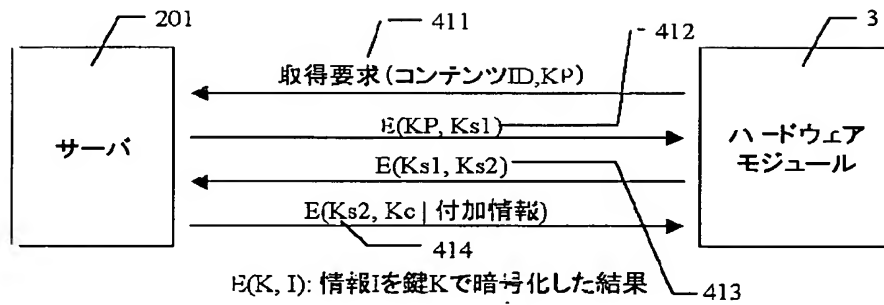 201
411
412
3
取得要求(コンテンツID,KP)
E(KP, Ks1)
サーバ
ハードウェア
モジュール
E(Ks1, Ks2)
E(Ks2, Kc | 付加情報)
414
E(K, I): 情報Iを鍵Kで暗号化した結果
413